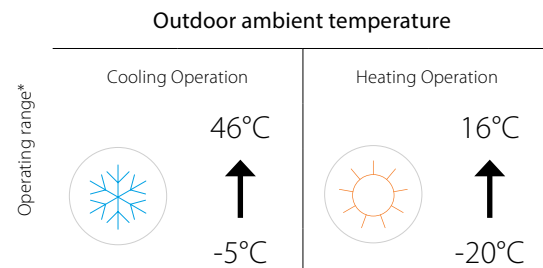 Outdoor ambient temperature
Operating range*
Cooling Operation
Heating Operation
46°C
16°C
-5°C
-20°C